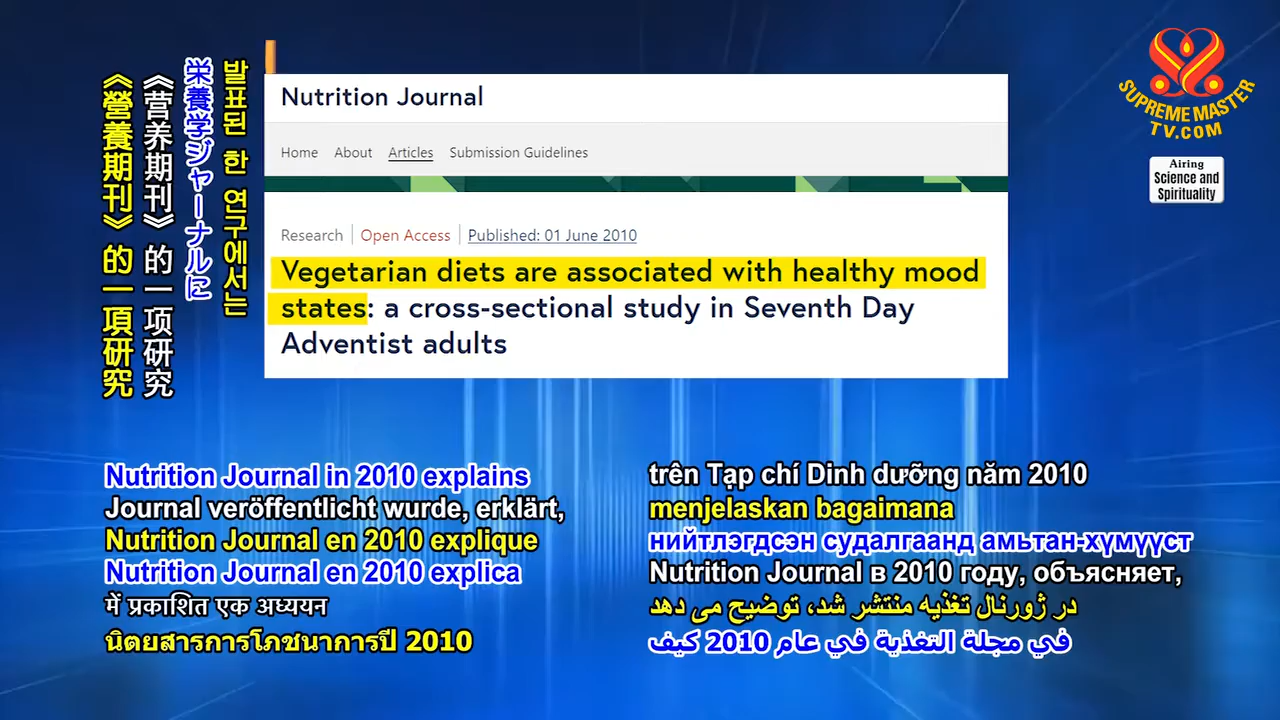 발표된 한 연구에서는
栄養学ジャーナルに
《营养期刊》的一项研究
《營養期刊》的一項研究
Nutrition Journal
Home About Articles Submission Guidelines
Research Open Access Published: 01 June 2010
Vegetarian diets are associated with healthy mood
states: a cross-sectional study in Seventh Day
Adventist adults
SUPREME MASTER
TV.COM
Airing
Science and
Spirituality
Nutrition Journal in 2010 explains
Journal veröffentlicht wurde, erklärt,
Nutrition Journal en 2010 explique
Nutrition Journal en 2010 explica
में प्रकाशित एक अध्ययन
นิตยสารการโภชนาการปี 2010
trên Tạp chí Dinh dưỡng năm 2010
menjelaskan bagaimana
нийтлэгдсэн судалгаанд амьтан-хүмүүст
Nutrition Journal в 2010 году, объясняет,
در ژورنال تغذیه منتشر شد، توضیح می دهد
في مجلة التغذية في عام 2010 كيف